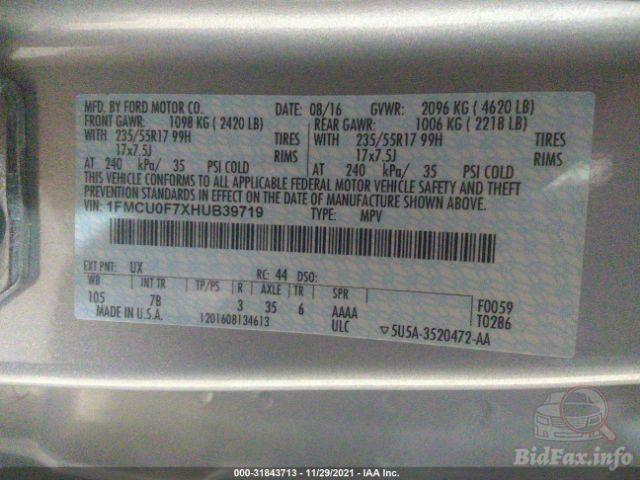 MFD. BY FORD MOTOR CO. DATE: 08/16 GVWR: 2096 KG ( 4620 LB)
FRONT GAWR: 1098 KG ( 2420 LB) REAR GAWR: 1006 KG ( 2218 LB)
WITH 235/55R17 99H TIRES WITH 235/55R17 99H TIRES
17x7.5J RIMS 17x7.5J RIMS
AT 240 kPa/ 35 PSI COLD AT 240 kPa/ 35 PSI COLD
THIS VEHICLE CONFORMS TO ALL APPLICABLE FEDERAL MOTOR VEHICLE SAFETY AND THEFT
PREVENTION STANDARDS IN EFFECT ON THE DATE OF MANUFACTURE SHOWN ABOVE.
VIN: 1FMCU0F7XHUB39719 TYPE: MPV
EXT PNT: UX RC: 44 DSO:
WB INT TR TP/PS R AXLE TR SPR F0059
105 7B 3 35 6 AAAA T0286
MADE IN U.S.A. 1201608134613 ULC ▽5U5A-3520472-AA
000-31843713 - 11/29/2021 - IAA Inc.
BidFax.info